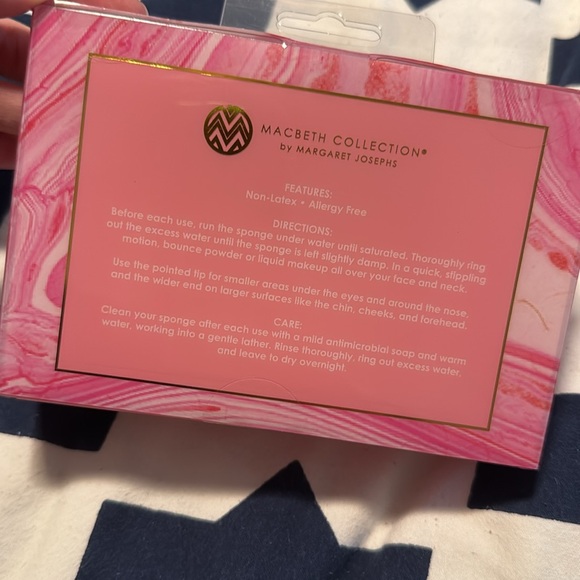 MACBETH COLLECTION®
by MARGARET JOSEPHS
FEATURES:
Non-Latex • Allergy Free
DIRECTIONS:
Before each use, run the sponge under water until saturated. Thoroughly ring
out the excess water until the sponge is left slightly damp. In a quick, stippling
motion, bounce powder or liquid makeup all over your face and neck.
Use the pointed tip for smaller areas under the eyes and around the nose,
and the wider end on larger surfaces like the chin, cheeks, and forehead.
CARE:
Clean your sponge after each use with a mild antimicrobial soap and warm
water, working into a gentle lather. Rinse thoroughly, ring out excess water,
and leave to dry overnight.